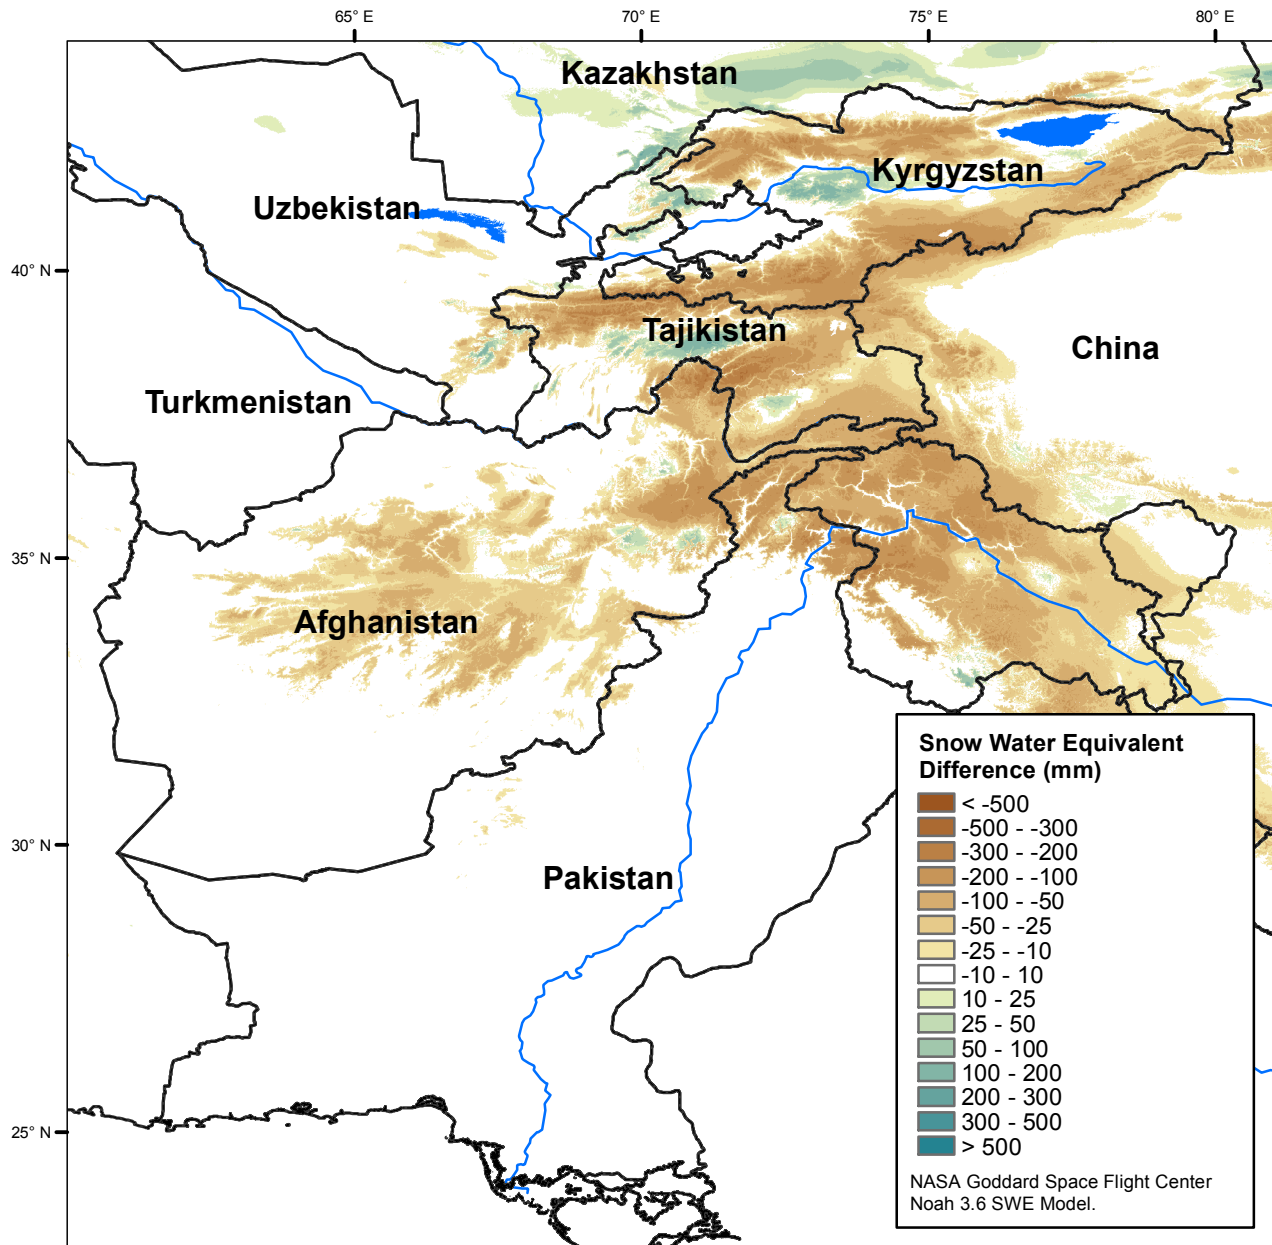 65° E
70° E
75° E
80° E
Kazakhstan
Kyrgyzstan
Uzbekistan
40° N
Tajikistan
China
Turkmenistan
35° N
Afghanistan
30° N
Pakistan
25° N
Snow Water Equivalent
Difference (mm)
< -500
-500 - -300
-300 - -200
-200 - -100
-100 - -50
-50 - -25
-25 - -10
-10 - 10
10 - 25
25 - 50
50 - 100
100 - 200
200 - 300
300 - 500
> 500
NASA Goddard Space Flight Center
Noah 3.6 SWE Model.